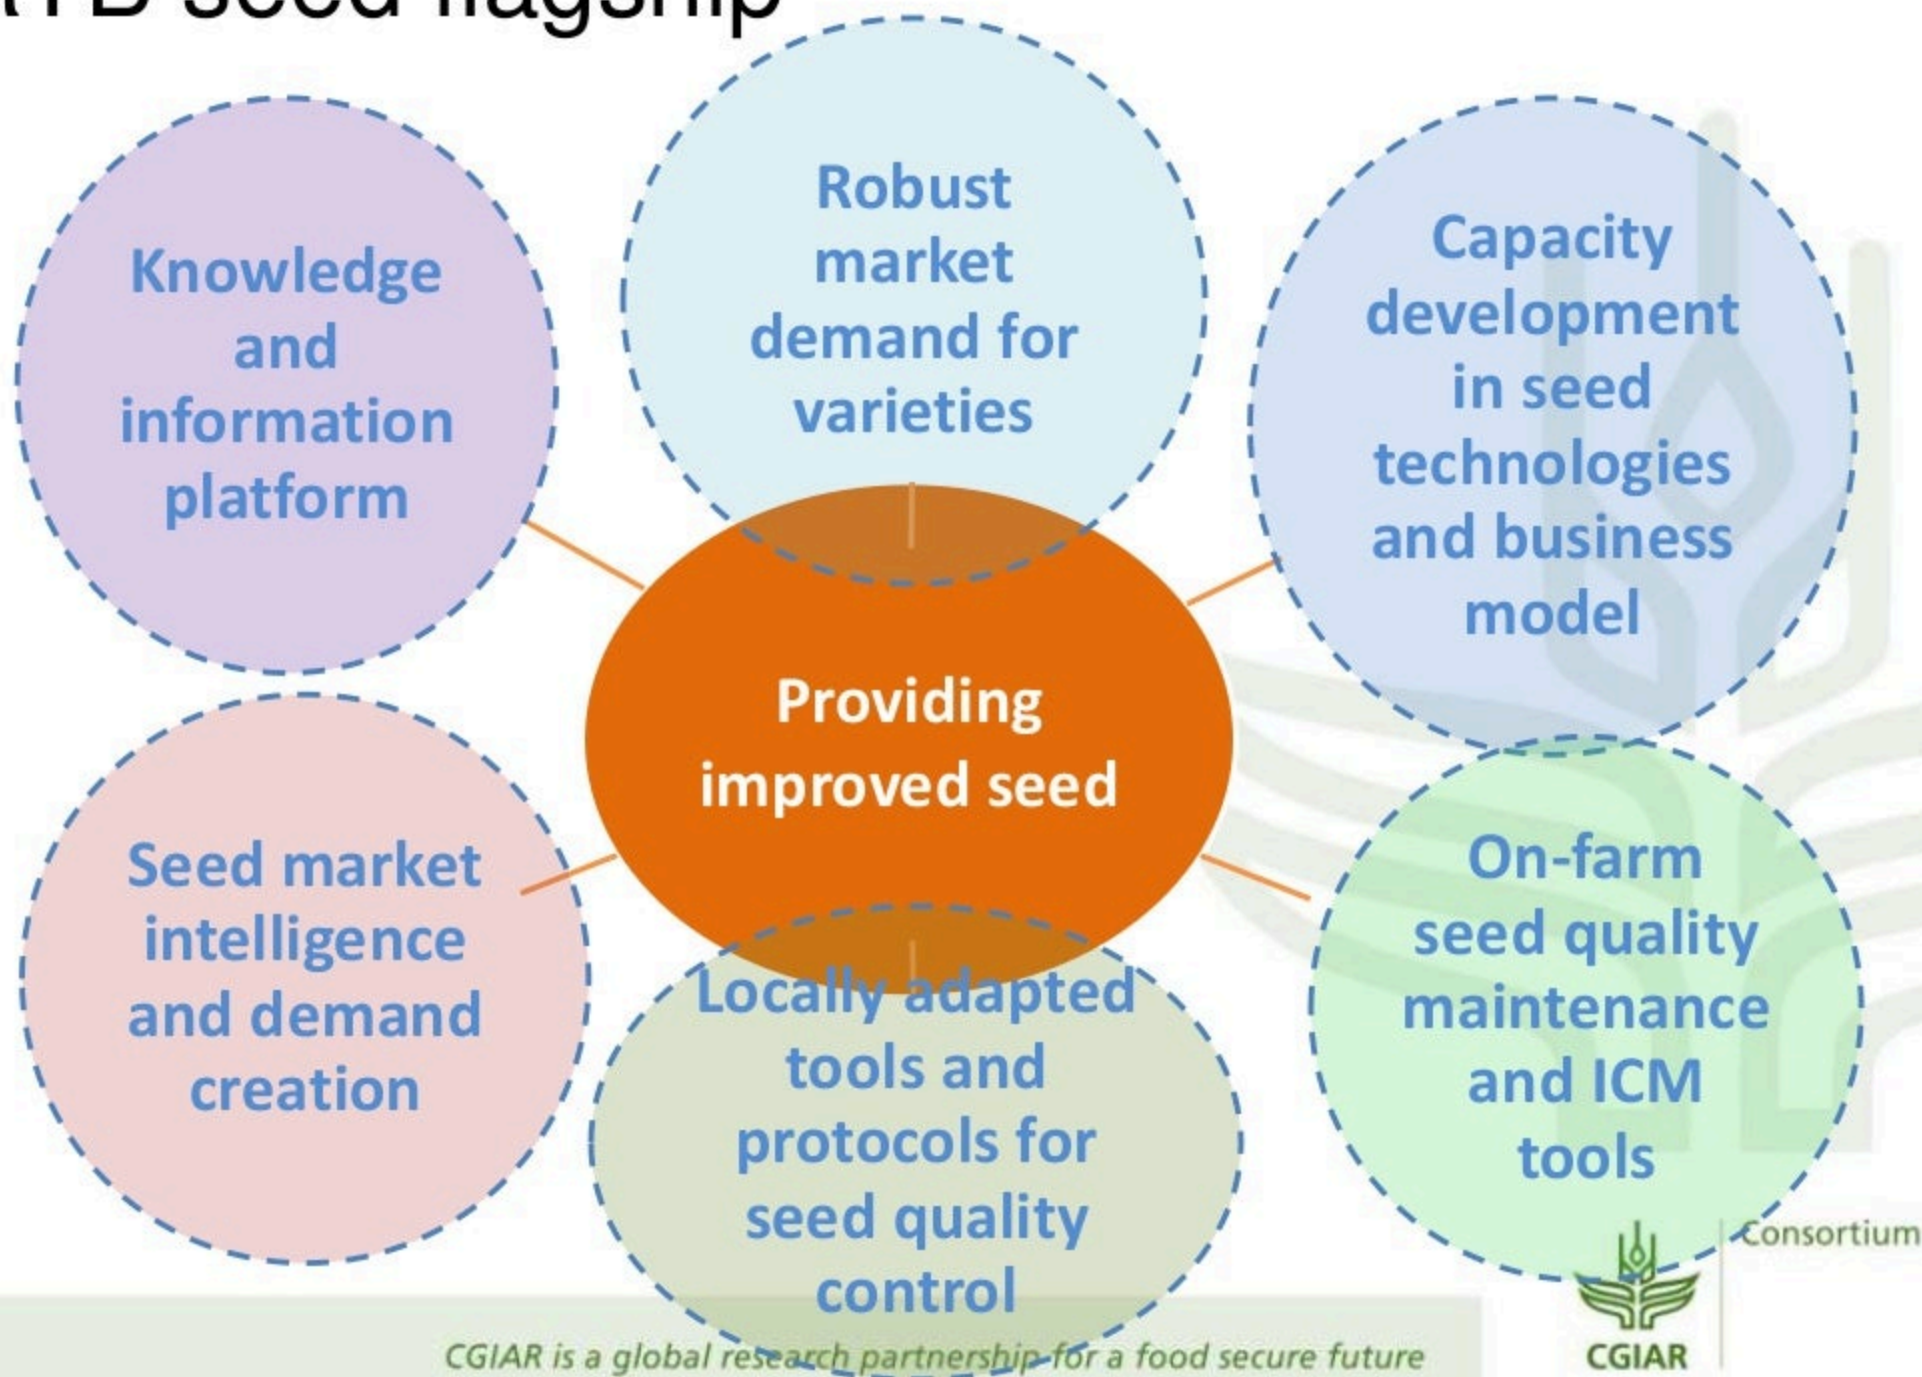 seed flagship
Knowledge
and
information
platform
Robust
market
demand for
varieties
Capacity
development
in seed
technologies
and business
model
Providing
improved seed
Seed market
intelligence
and demand
creation
Locally adapted
tools and
protocols for
seed quality
control
On-farm
seed quality
maintenance
and ICM
tools
Consortium
CGIAR
CGIAR is a global research partnership for a food secure future